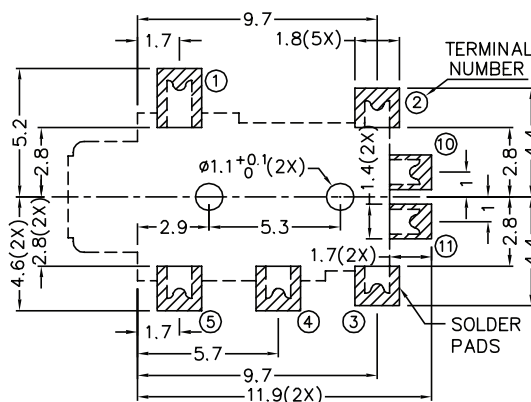 9.7
1.7
1.8(5X)
TERMINAL
NUMBER
1
2
5.2
2.8
ø1.1 +0.1 0 (2X)
1.4(2X)
10
2.8
4.4
1
1
4.6(2X)
2.8(2X)
2.9
5.3
1.7(2X)
11
2.8
4.4
5
4
3
SOLDER
PADS
1.7
5.7
9.7
11.9(2X)